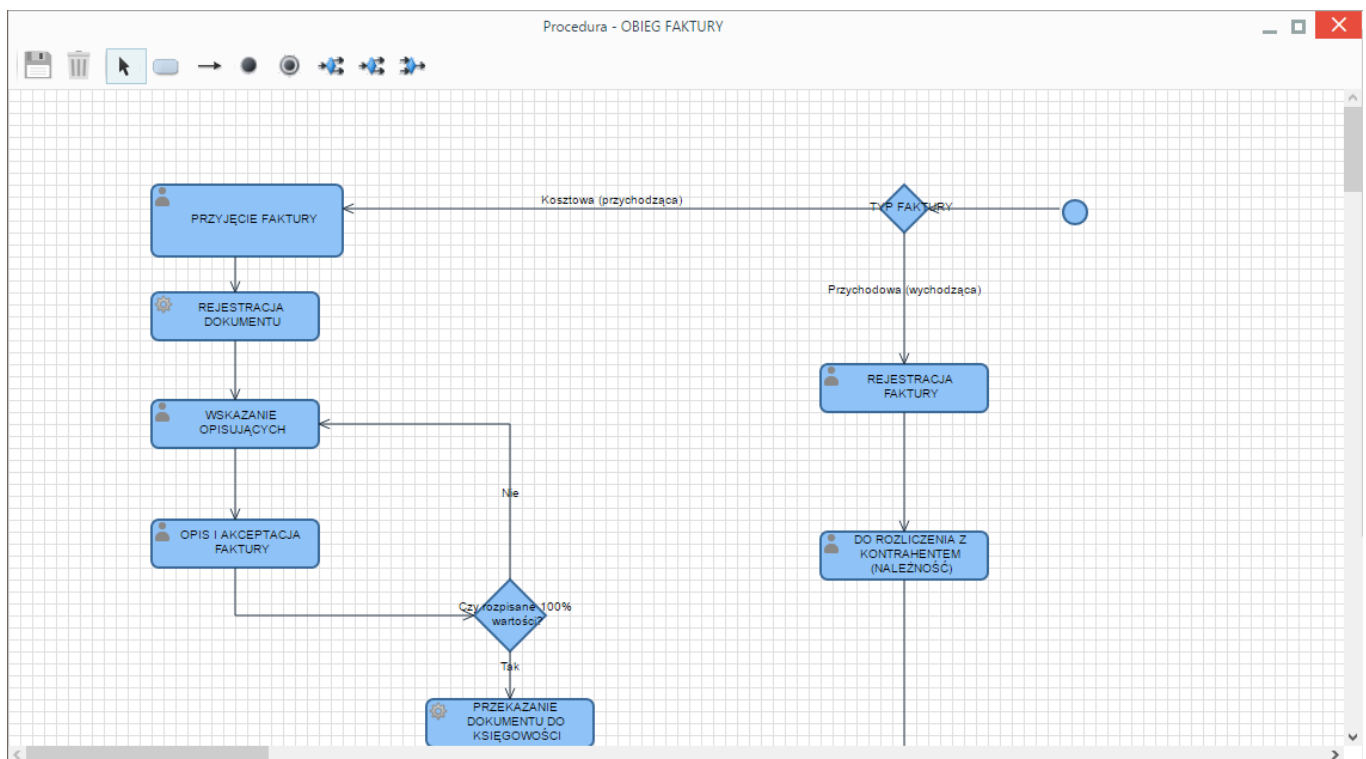 Procedura - OBIEG FAKTURY
Kosztowa (przychodząca)
TYP FAKTURY
PRZYJĘCIE FAKTURY
Przychodowa (wychodząca)
REJESTRACJA
DOKUMENTU
REJESTRACJA
FAKTURY
WSKAZANIE
OPISUJĄCYCH
Nie
OPIS I AKCEPTACJA
FAKTURY
DO ROZLICZENIA Z
KONTRAHENTEM
(NALEŻNOŚĆ)
Czy rozpisane 100%
wartości?
Tak
PRZEKAZANIE
DOKUMENTU DO
KSIĘGOWOŚCI